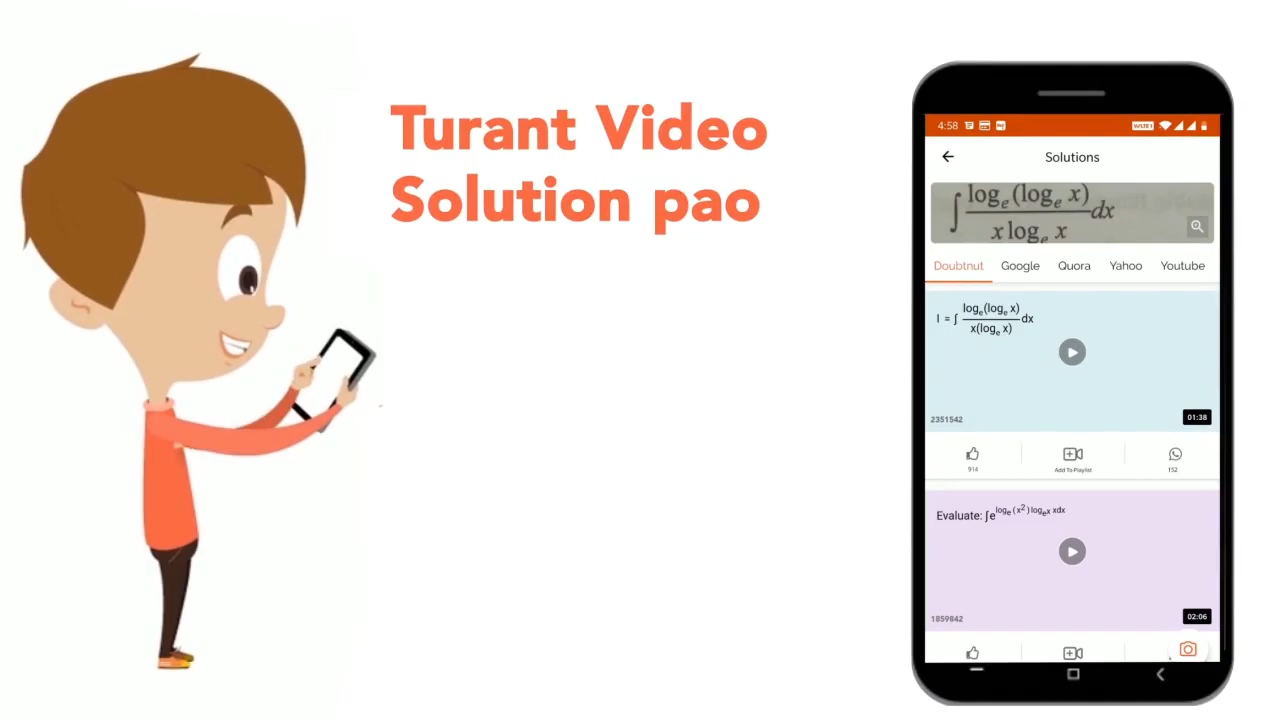 Turant Video
Solution pao
4:58
Solutions
∫ logₑ(logₑ x) / x logₑ x dx
Doubtnut Google Quora Yahoo Youtube
I = ∫ logₑ(logₑ x) / x(logₑ x) dx
2351542 01:38
914 Add To Playlist 152
Evaluate: ∫e^logₑ(x²)logₑx xdx
1859842 02:06